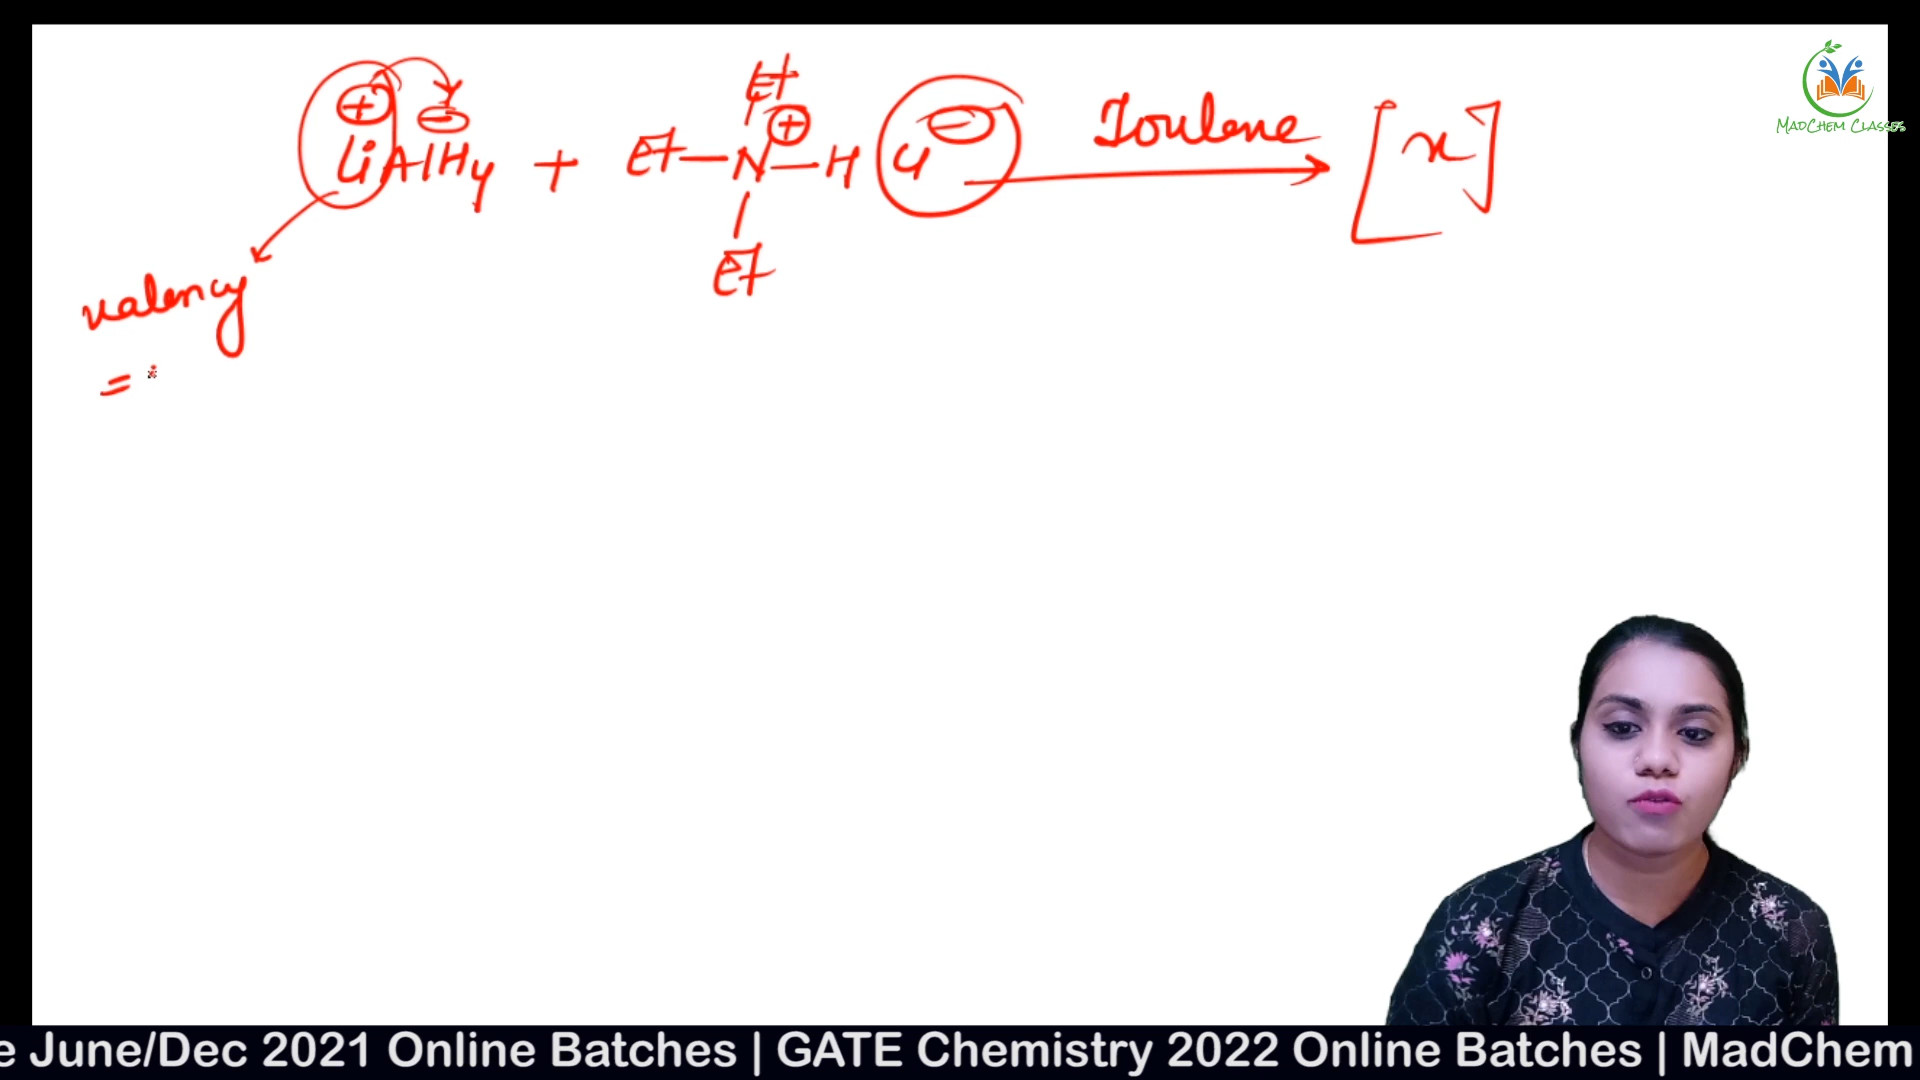 Et
⊕ ⊖ ⊕ ⊖
LiAlH4 + Et—N—H Cl Toulene [x]
Et
valency
=
MADCHEM CLASSES
e June/Dec 2021 Online Batches | GATE Chemistry 2022 Online Batches | MadChem